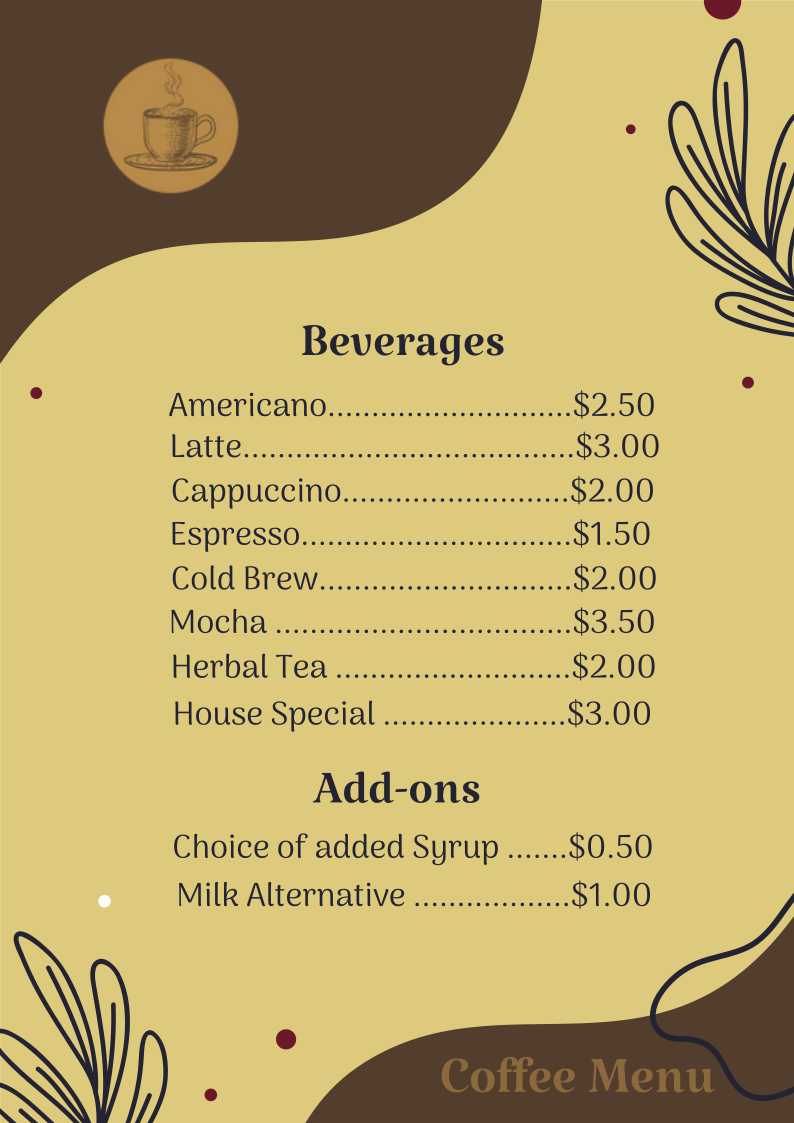 Beverages
Americano............................$2.50
Latte......................................$3.00
Cappuccino..........................$2.00
Espresso...............................$1.50
Cold Brew.............................$2.00
Mocha ..................................$3.50
Herbal Tea ...........................$2.00
House Special .....................$3.00
Add-ons
Choice of added Syrup .......$0.50
Milk Alternative ..................$1.00
Coffee Menu